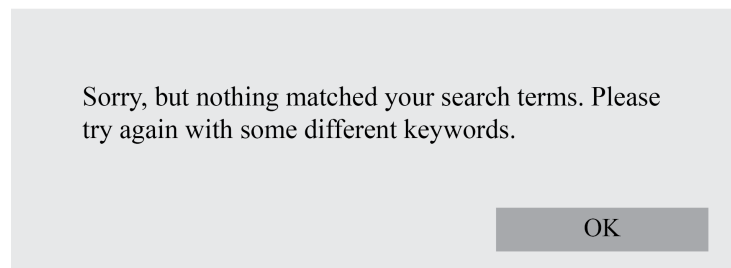 Sorry, but nothing matched your search terms. Please
try again with some different keywords.
OK